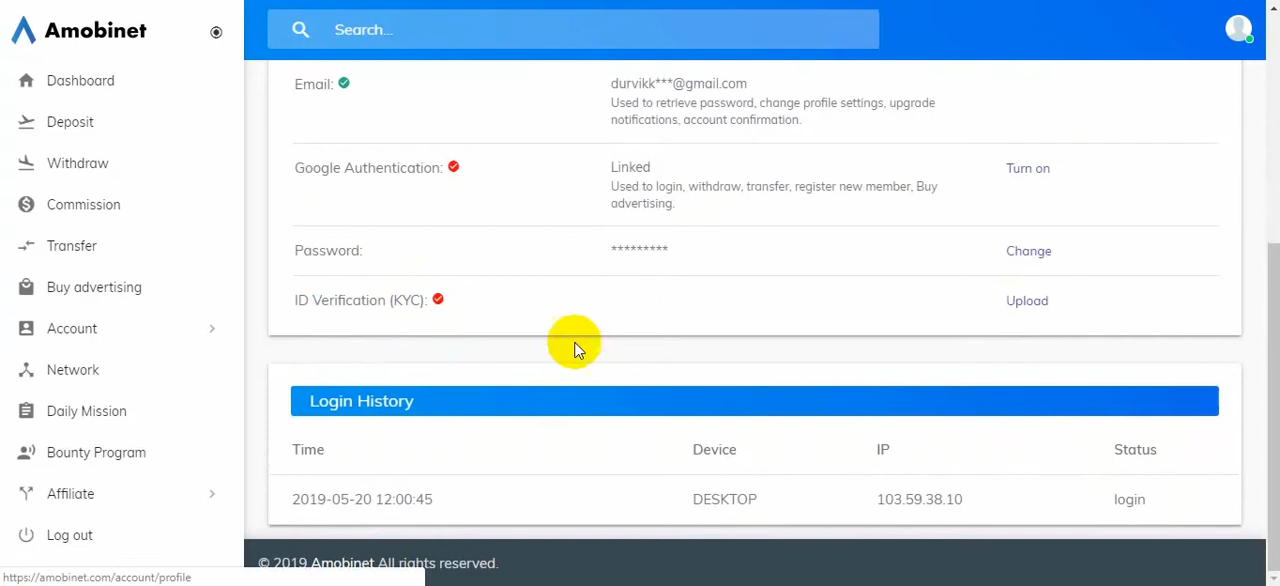 Amobinet
Search...
Dashboard
Deposit
Withdraw
Commission
Transfer
Buy advertising
Account
Network
Daily Mission
Bounty Program
Affiliate
Log out
Email:
durvikk***@gmail.com
Used to retrieve password, change profile settings, upgrade
notifications, account confirmation.
Google Authentication:
Linked
Turn on
Used to login, withdraw, transfer, register new member, Buy
advertising.
Password:
*********
Change
ID Verification (KYC):
Upload
Login History
Time Device IP Status
2019-05-20 12:00:45 DESKTOP 103.59.38.10 login
© 2019 Amobinet All rights reserved.
https://amobinet.com/account/profile